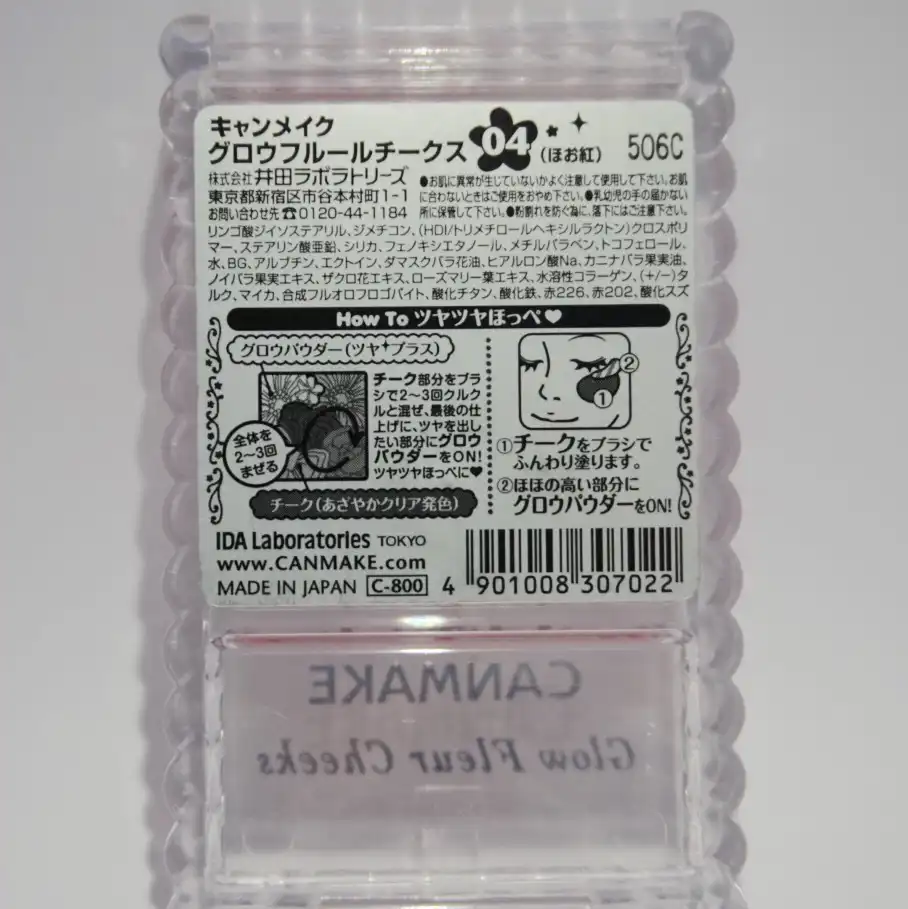 キャンメイク
グロウフルールチークス 04 (ほお紅) 506C
株式会社 井田ラボラトリーズ
東京都新宿区市谷本村町1-1
お問い合わせ先 ☎0120-44-1184
●お肌に異常が生じていないかよく注意して使用して下さい。お肌
に合わないときはご使用をおやめ下さい。●乳幼児の手の届かない
所に保管して下さい。●粉割れを防ぐ為に、落下にはご注意下さい。
リンゴ酸ジイソステアリル、ジメチコン、(HDI/トリメチロールヘキシルラクトン)クロスポリ
マー、ステアリン酸亜鉛、シリカ、フェノキシエタノール、メチルパラベン、トコフェロール、
水、BG、アルブチン、エクトイン、ダマスクバラ花油、ヒアルロン酸Na、カニナバラ果実油、
ノイバラ果実エキス、ザクロ花エキス、ローズマリー葉エキス、水溶性コラーゲン、(+/−)タ
ルク、マイカ、合成フルオロフロゴパイト、酸化チタン、酸化鉄、赤226、赤202、酸化スズ
How To ツヤツヤほっぺ♥
グロウパウダー(ツヤ✦プラス)
全体を
2〜3回
まぜる
チーク部分をブラ
シで2〜3回クルク
ルと混ぜ、最後の仕
上げに、ツヤを出し
たい部分にグロウ
パウダーをON!
ツヤツヤほっぺに♥
チーク(あざやかクリア発色)
②
①
①チークをブラシで
ふんわり塗ります。
②ほほの高い部分に
グロウパウダーをON!
IDA Laboratories TOKYO
www.CANMAKE.com
MADE IN JAPAN C-800
4 901008 307022
CANMAKE
Glow Fleur Cheeks